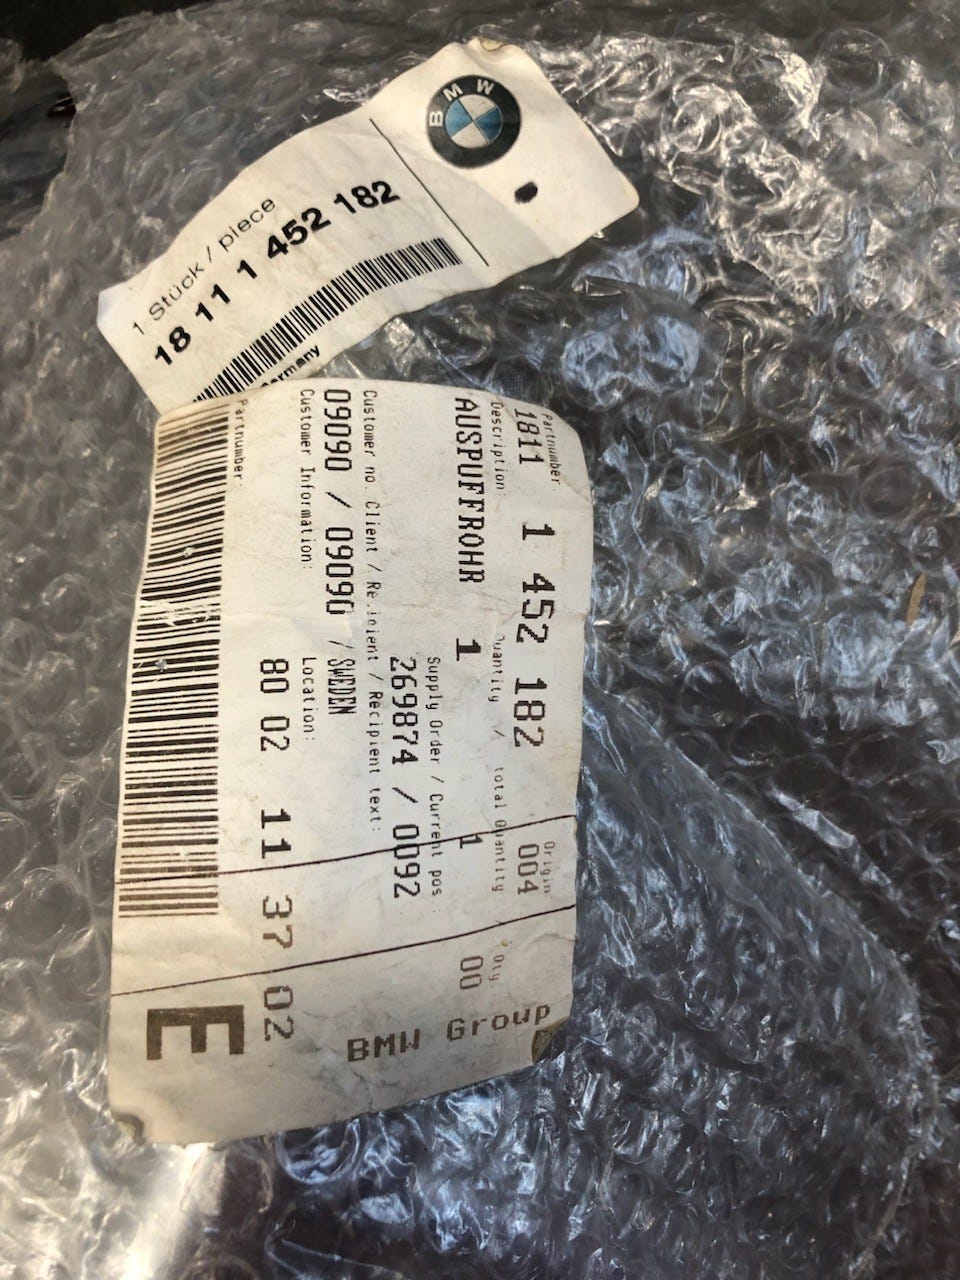 BMW
1 Stück / piece
18 11 1 452 182
Germany
Partnumber: Origin
1811 1 452 182 004
Description: Quantity / total Quantity Qty
AUSPUFFROHR 1 1 00
Supply Order / Current pos
269874 / 0092
Customer no. Client / Recipient / Recipient text:
09090 / 09090 / SWEDEN
Customer Information: Location:
80 02 11 37 02
Partnumber:
BMW Group
E